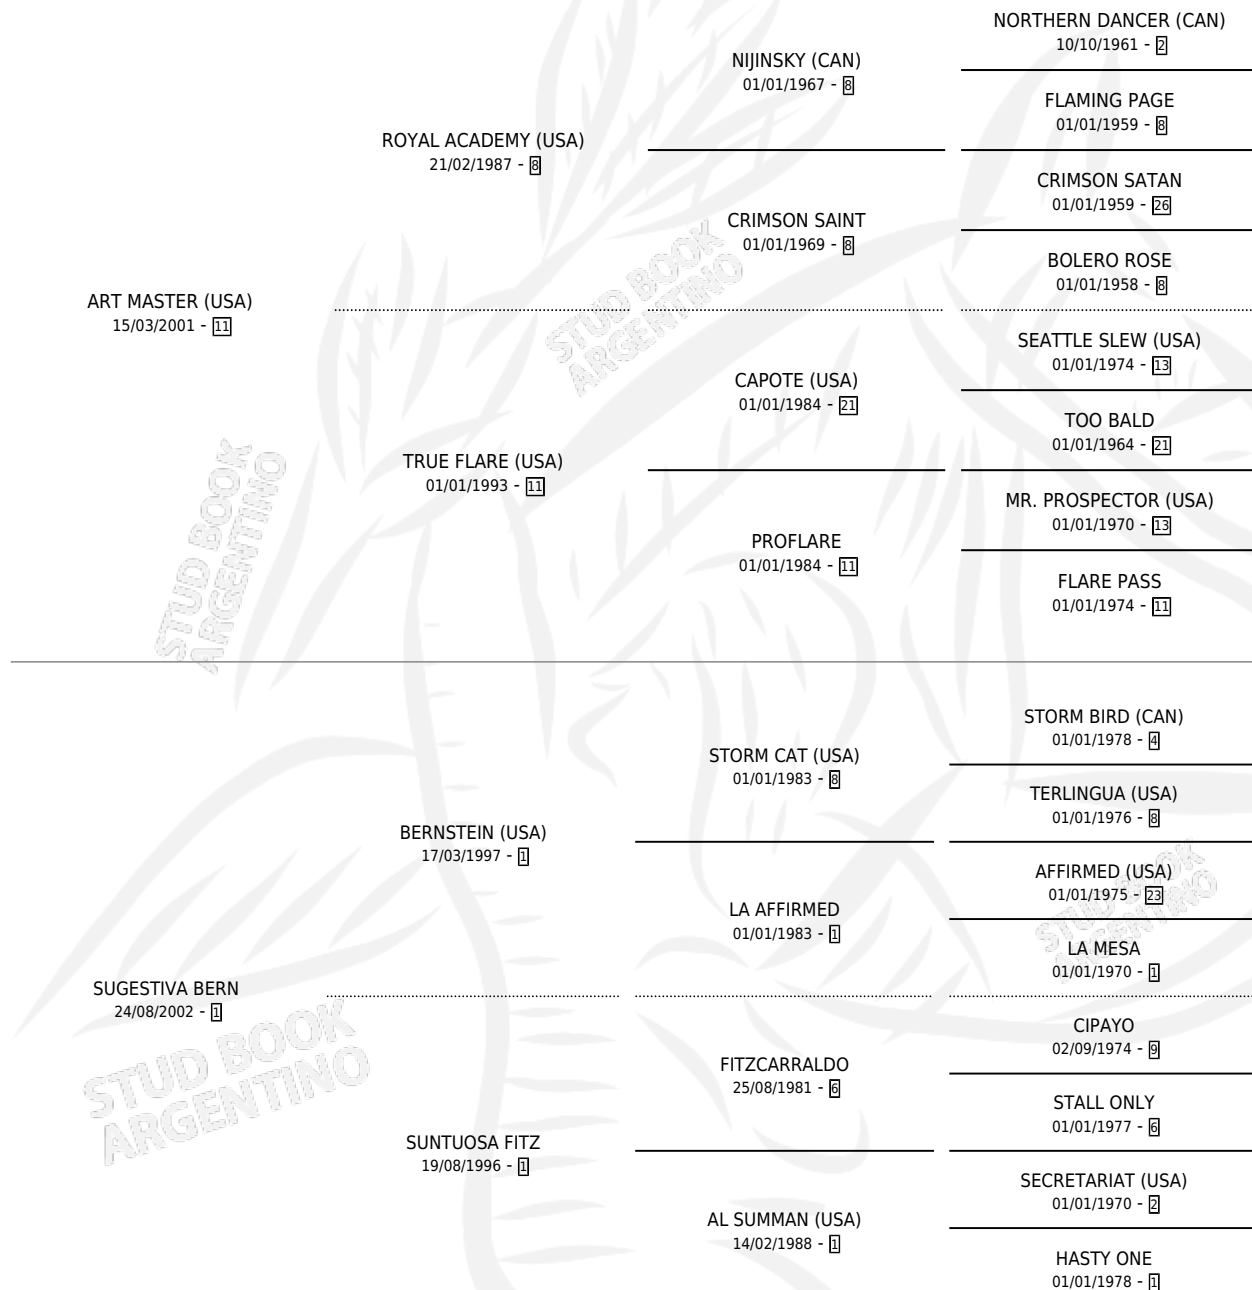 NORTHERN DANCER (CAN)
10/10/1961 - 2
NIJINSKY (CAN)
01/01/1967 - 8
FLAMING PAGE
01/01/1959 - 8
ROYAL ACADEMY (USA)
21/02/1987 - 8
CRIMSON SATAN
01/01/1959 - 26
CRIMSON SAINT
01/01/1969 - 8
BOLERO ROSE
01/01/1958 - 8
ART MASTER (USA)
15/03/2001 - 11
SEATTLE SLEW (USA)
01/01/1974 - 13
CAPOTE (USA)
01/01/1984 - 21
TOO BALD
01/01/1964 - 21
TRUE FLARE (USA)
01/01/1993 - 11
MR. PROSPECTOR (USA)
01/01/1970 - 13
PROFLARE
01/01/1984 - 11
FLARE PASS
01/01/1974 - 11
STUD BOOK
ARGENTINO
STUD BOOK
ARGENTINO
STORM BIRD (CAN)
01/01/1978 - 4
STORM CAT (USA)
01/01/1983 - 8
TERLINGUA (USA)
01/01/1976 - 8
BERNSTEIN (USA)
17/03/1997 - 1
AFFIRMED (USA)
01/01/1975 - 23
LA AFFIRMED
01/01/1983 - 1
LA MESA
01/01/1970 - 1
STUD BOOK
ARGENTINO
SUGESTIVA BERN
24/08/2002 - 1
CIPAYO
02/09/1974 - 9
FITZCARRALDO
25/08/1981 - 6
STALL ONLY
01/01/1977 - 6
STUD BOOK
ARGENTINO
SUNTUOSA FITZ
19/08/1996 - 1
SECRETARIAT (USA)
01/01/1970 - 2
AL SUMMAN (USA)
14/02/1988 - 1
HASTY ONE
01/01/1978 - 1